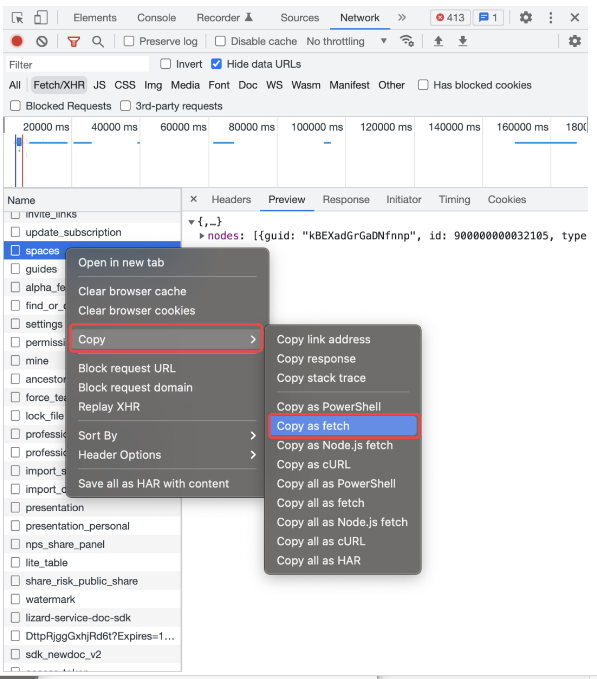 Elements Console Recorder Sources Network » 413 1
Preserve log Disable cache No throttling
Filter Invert Hide data URLs
All Fetch/XHR JS CSS Img Media Font Doc WS Wasm Manifest Other Has blocked cookies
Blocked Requests 3rd-party requests
20000 ms 40000 ms 60000 ms 80000 ms 100000 ms 120000 ms 140000 ms 160000 ms 1800
Name × Headers Preview Response Initiator Timing Cookies
invite_links
{,…}
update_subscription
nodes: [{guid: "kBEXadGrGaDNfnnp", id: 900000000032105, type
spaces
guides
alpha_fe
find_or_c
settings
permissi
mine
ancestor
force_tea
lock_file
professio
professio
import_s
import_d
presentation
presentation_personal
nps_share_panel
lite_table
share_risk_public_share
watermark
lizard-service-doc-sdk
DttpRjggGxhjRd6t?Expires=1…
sdk_newdoc_v2
Open in new tab
Clear browser cache
Clear browser cookies
Copy
Block request URL
Block request domain
Replay XHR
Sort By
Header Options
Save all as HAR with content
Copy link address
Copy response
Copy stack trace
Copy as PowerShell
Copy as fetch
Copy as Node.js fetch
Copy as cURL
Copy all as PowerShell
Copy all as fetch
Copy all as Node.js fetch
Copy all as cURL
Copy all as HAR